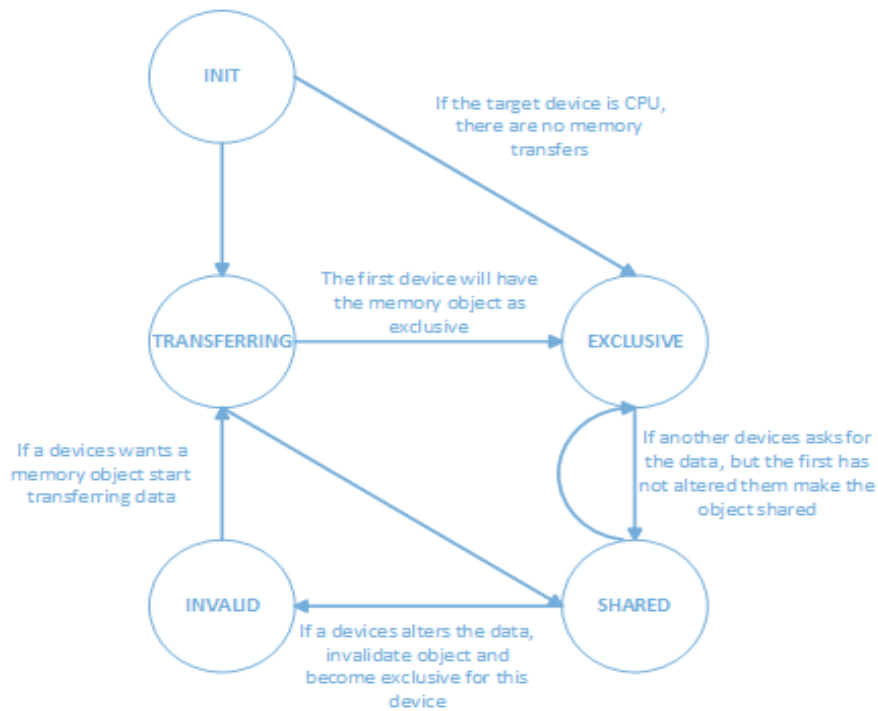 INIT
If the target device is CPU,
there are no memory
transfers
The first device will have
the memory object as
exclusive
TRANSFERRING
EXCLUSIVE
If a devices wants a
memory object start
transferring data
If another devices asks for
the data, but the first has
not altered them make the
object shared
INVALID
SHARED
If a devices alters the data,
invalidate object and
become exclusive for this
device